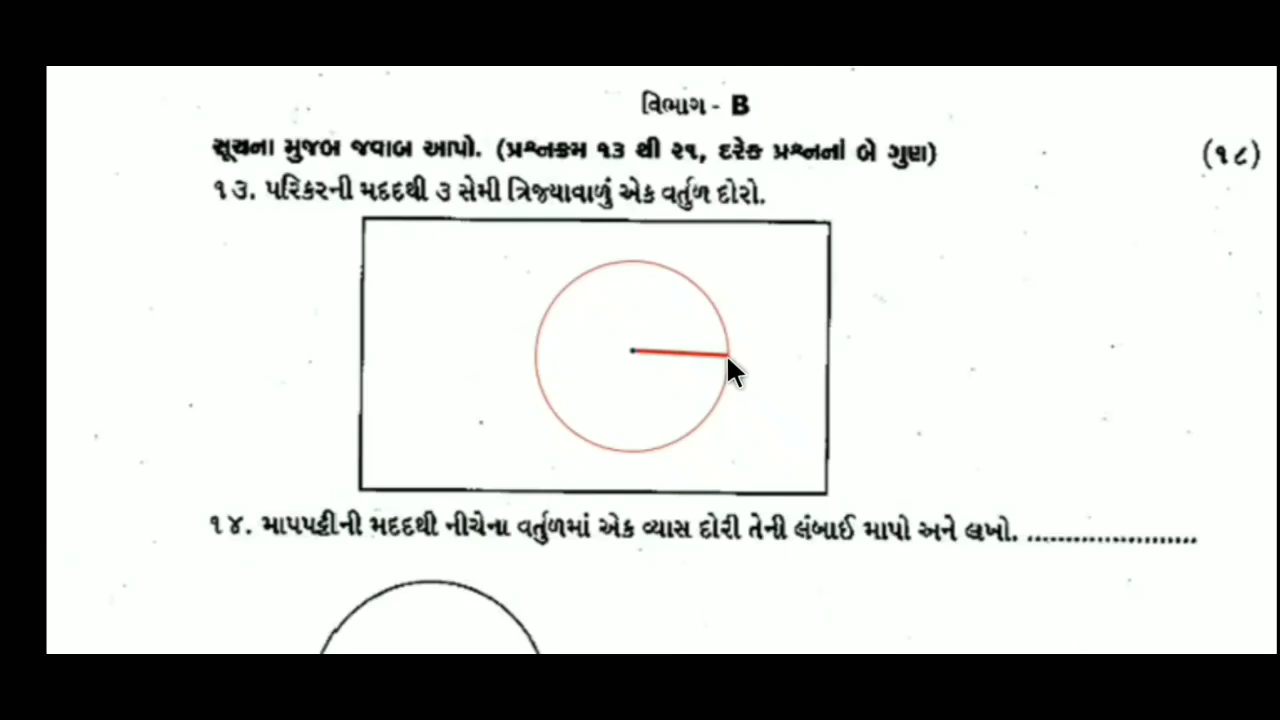 વિભાગ - B
સૂચના મુજબ જવાબ આપો. (પ્રશ્નક્રમ ૧૩ થી ૨૧, દરેક પ્રશ્નનાં બે ગુણ) (૧૮)
૧૩. પરિકરની મદદથી ૩ સેમી ત્રિજ્યાવાળું એક વર્તુળ દોરો.
૧૪. માપપટ્ટીની મદદથી નીચેના વર્તુળમાં એક વ્યાસ દોરી તેની લંબાઈ માપો અને લખો. ......................